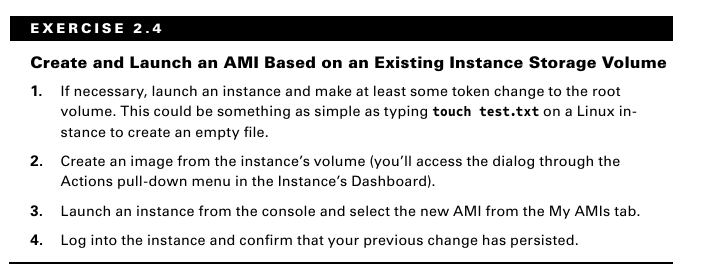 EXERCISE 2.4
Create and Launch an AMI Based on an Existing Instance Storage Volume
1. If necessary, launch an instance and make at least some token change to the root
volume. This could be something as simple as typing touch test.txt on a Linux in-
stance to create an empty file.
2. Create an image from the instance's volume (you'll access the dialog through the
Actions pull-down menu in the Instance's Dashboard).
3. Launch an instance from the console and select the new AMI from the My AMIs tab.
4. Log into the instance and confirm that your previous change has persisted.